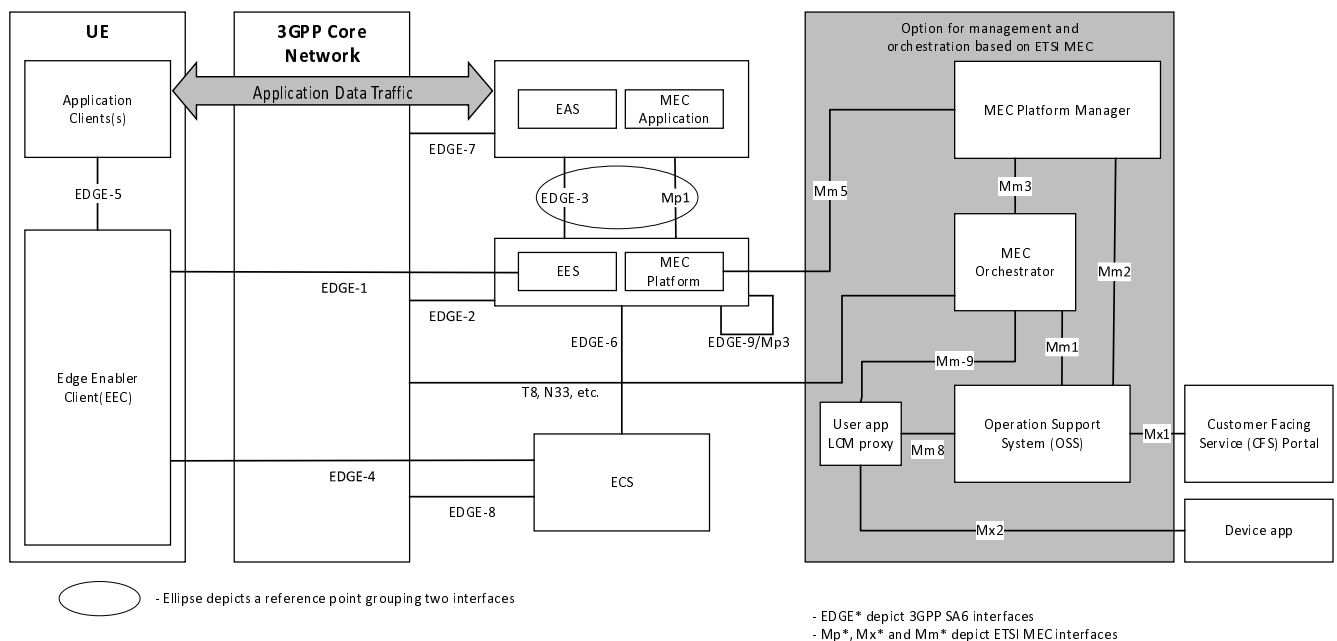 UE
3GPP Core
Network
Option for management and
orchestration based on ETSI MEC
Application
Clients(s)
Application Data Traffic
EAS
MEC
Application
MEC Platform Manager
EDGE-7
EDGE-5
EDGE-3
Mp1
Mm5
Mm3
EES
MEC
Platform
MEC
Orchestrator
Mm2
EDGE-1
EDGE-2
EDGE-6
EDGE-9/Mp3
Mm1
Mm-9
Edge Enabler
Client(EEC)
T8, N33, etc.
User app
LCM proxy
Mm8
Operation Support
System (OSS)
Mx1
Customer Facing
Service (CFS) Portal
EDGE-4
ECS
EDGE-8
Mx2
Device app
- Ellipse depicts a reference point grouping two interfaces
- EDGE* depict 3GPP SA6 interfaces
- Mp*, Mx* and Mm* depict ETSI MEC interfaces